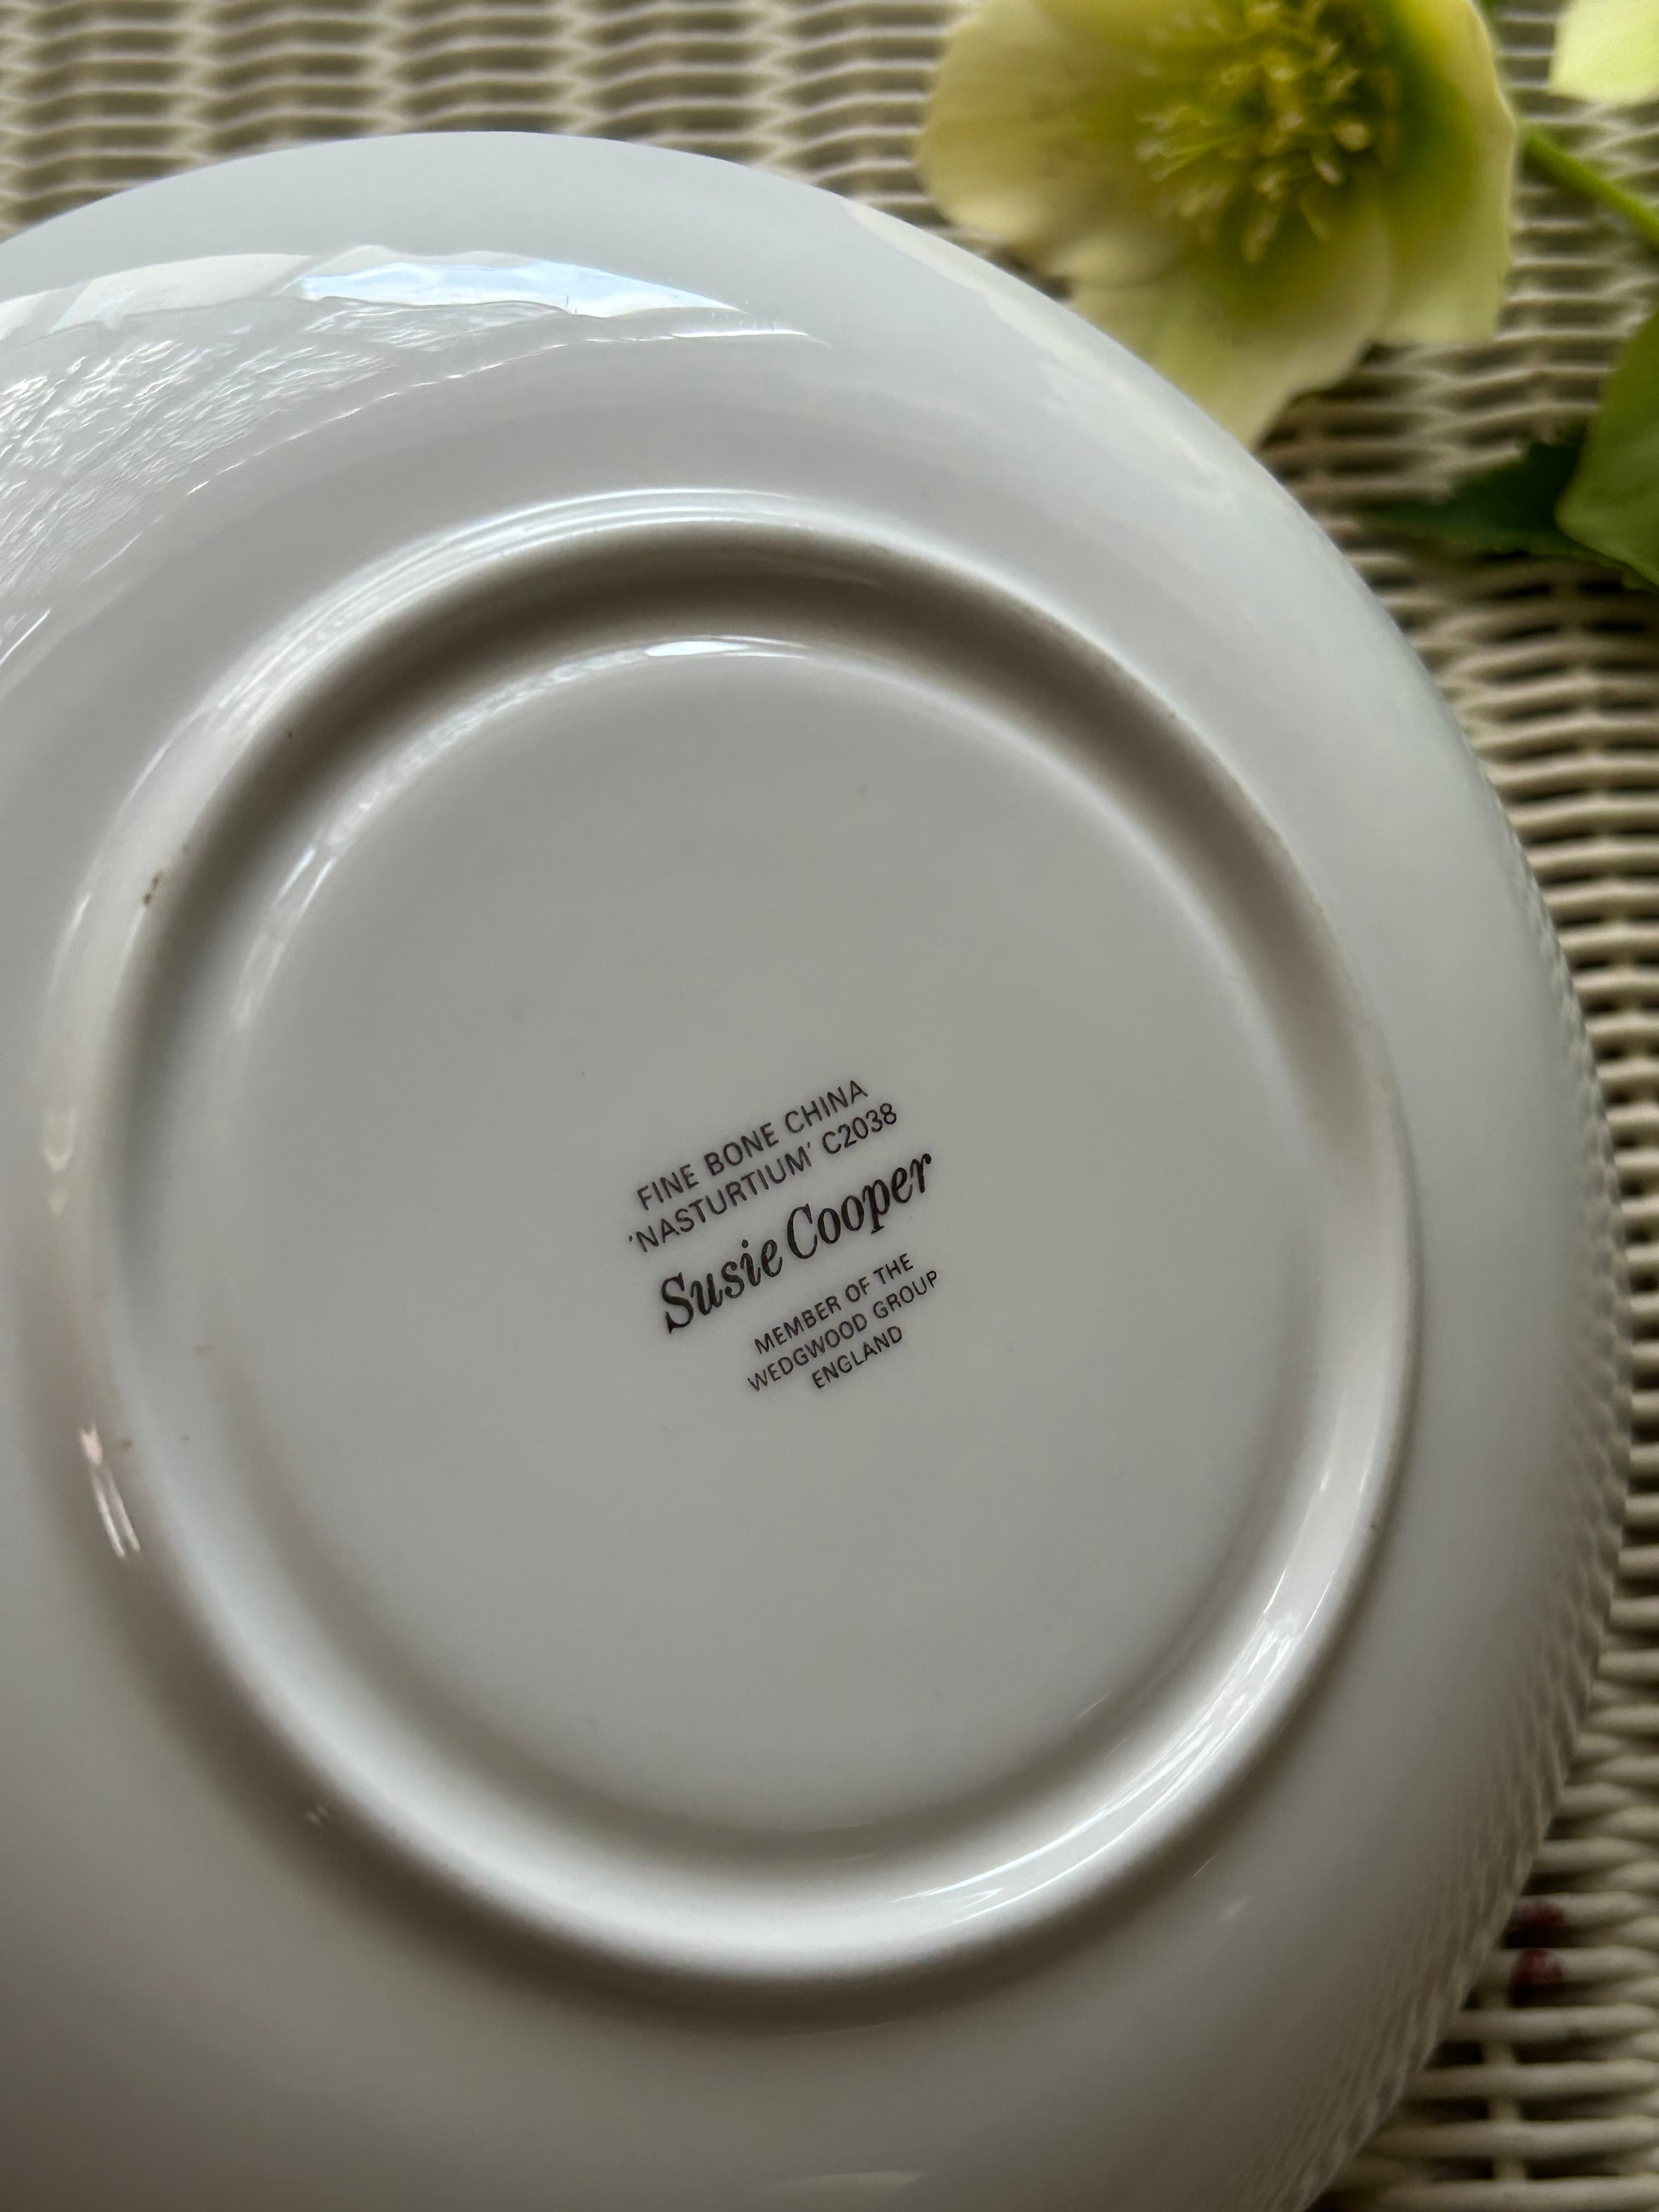 FINE BONE CHINA
'NASTURTIUM' C2038
Susie Cooper
MEMBER OF THE
WEDGWOOD GROUP
ENGLAND